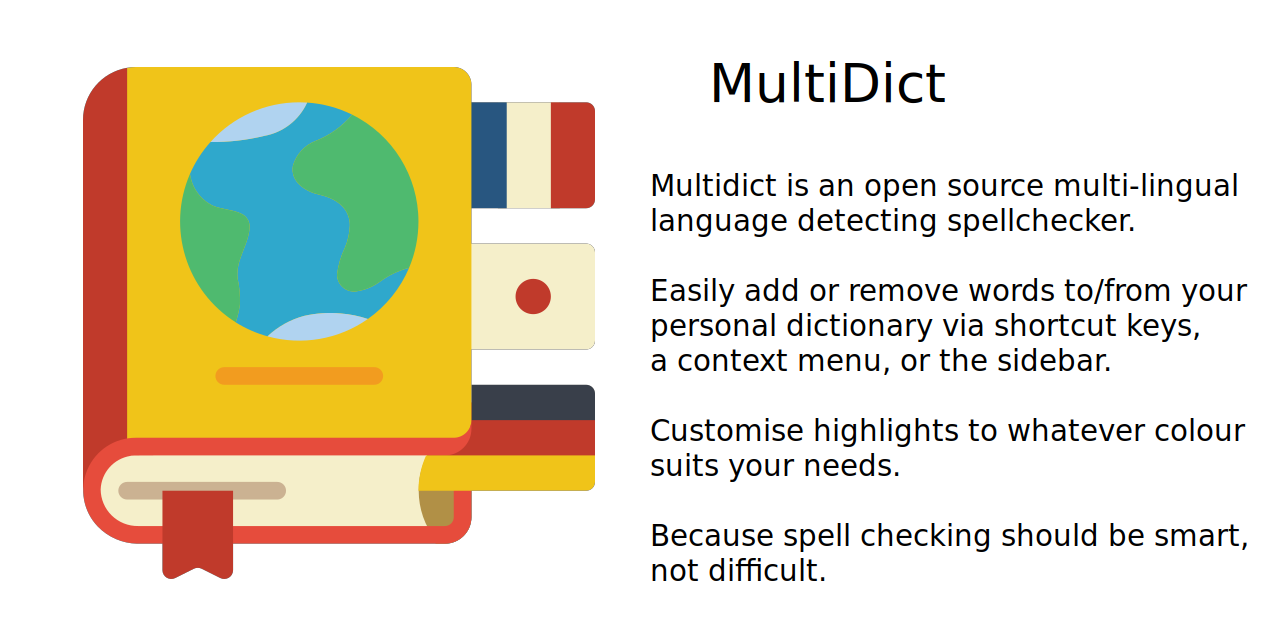 MultiDict
Multidict is an open source multi-lingual
language detecting spellchecker.
Easily add or remove words to/from your
personal dictionary via shortcut keys,
a context menu, or the sidebar.
Customise highlights to whatever colour
suits your needs.
Because spell checking should be smart,
not difficult.